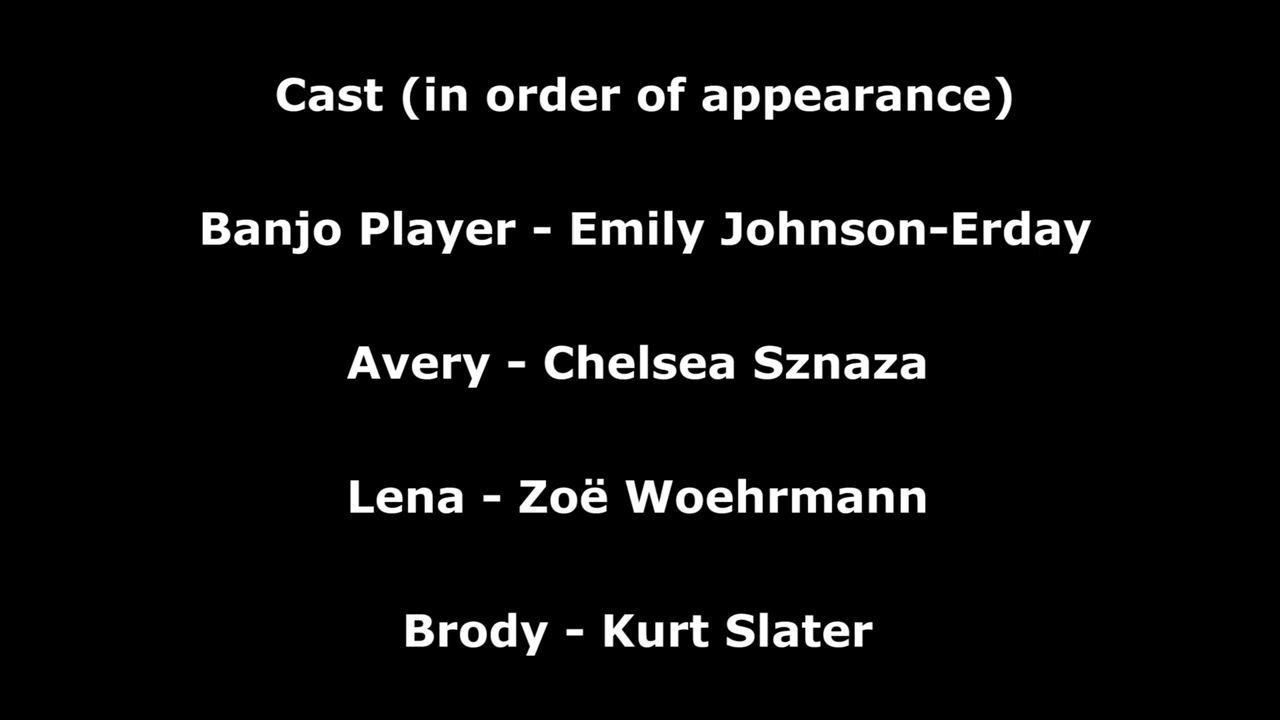 Cast (in order of appearance)
Banjo Player - Emily Johnson-Erday
Avery - Chelsea Sznaza
Lena - Zoë Woehrmann
Brody - Kurt Slater